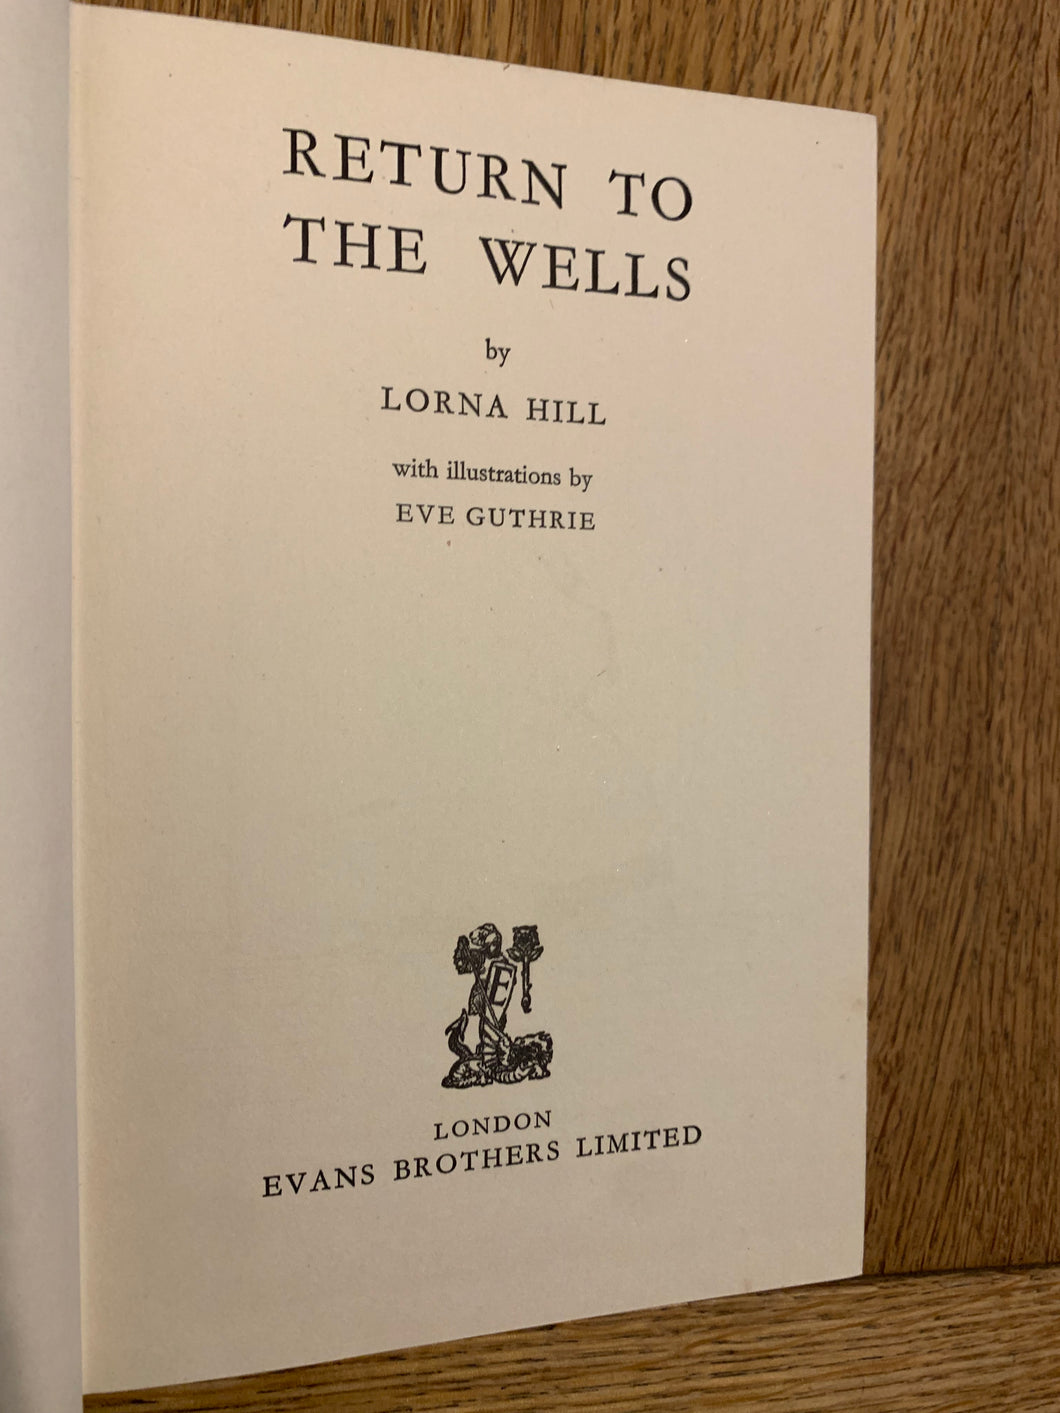 RETURN TO
THE WELLS
by
LORNA HILL
with illustrations by
EVE GUTHRIE
E
LONDON
EVANS BROTHERS LIMITED